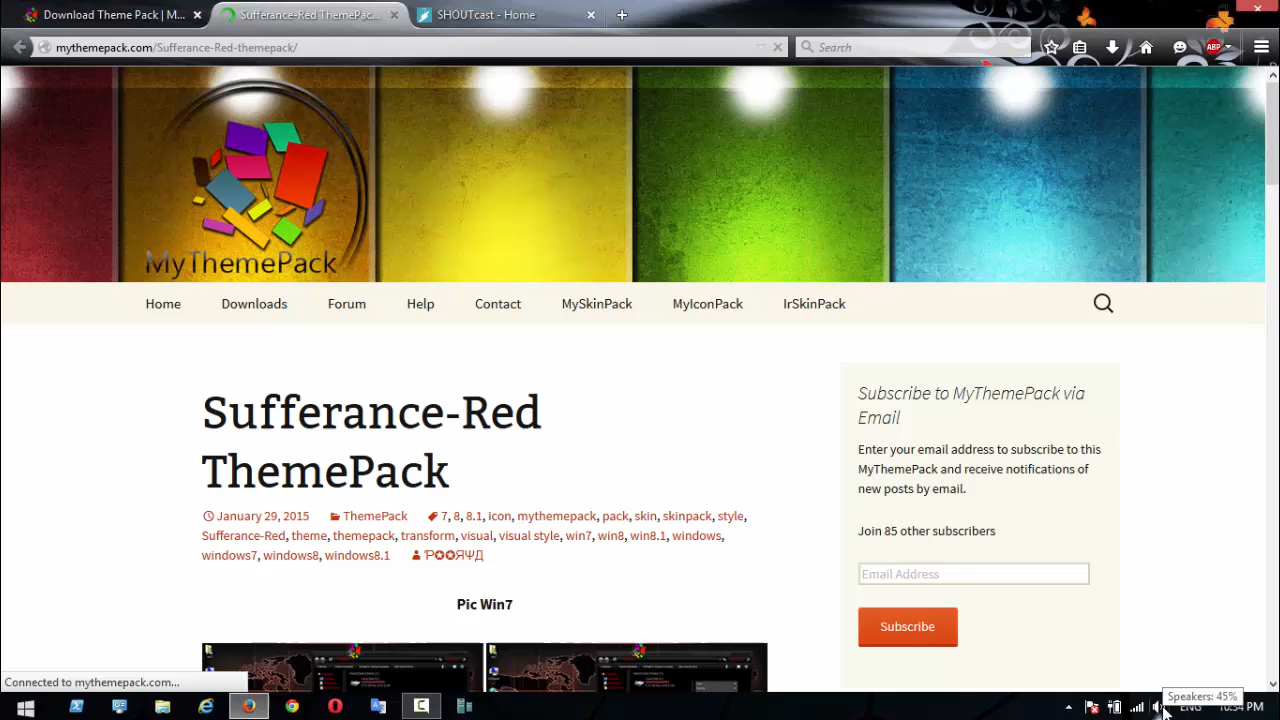 Download Theme Pack | M...
Sufferance-Red ThemePac...
SHOUTcast - Home
mythemepack.com/Sufferance-Red-themepack/
Search
ABP
MyThemePack
Home Downloads Forum Help Contact MySkinPack MyIconPack IrSkinPack
Sufferance-Red
ThemePack
January 29, 2015 ThemePack 7, 8, 8.1, icon, mythemepack, pack, skin, skinpack, style,
Sufferance-Red, theme, themepack, transform, visual, visual style, win7, win8, win8.1, windows,
windows7, windows8, windows8.1 Ƥ✪✪ЯΨД
Pic Win7
Subscribe to MyThemePack via
Email
Enter your email address to subscribe to this
MyThemePack and receive notifications of
new posts by email.
Join 85 other subscribers
Email Address
Subscribe
Connected to mythemepack.com...
Speakers: 45%
ENG
10:54 PM